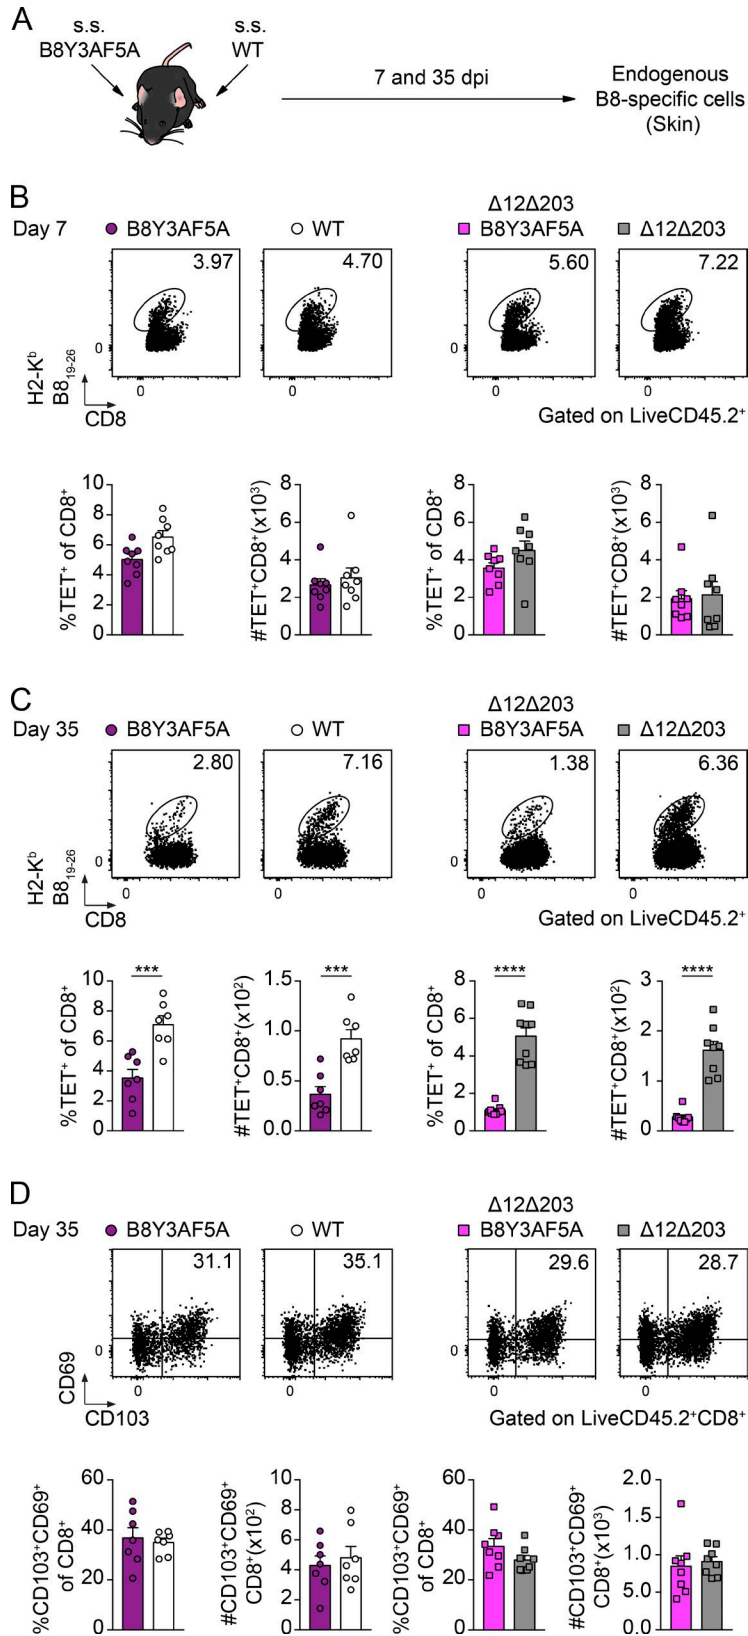 A
s.s.
B8Y3AF5A
s.s.
WT
7 and 35 dpi
Endogenous
B8-specific cells
(Skin)
B
Day 7
B8Y3AF5A
WT
Δ12Δ203
B8Y3AF5A
Δ12Δ203
3.97
4.70
5.60
7.22
0
0
H2-Kᵇ
B8₁₉₋₂₆
0
0
0
0
CD8
Gated on LiveCD45.2⁺
%TET⁺ of CD8⁺
10
8
6
4
2
0
#TET⁺CD8⁺(x10³)
8
6
4
2
0
%TET⁺ of CD8⁺
8
6
4
2
0
#TET⁺CD8⁺(x10³)
8
6
4
2
0
C
Day 35
B8Y3AF5A
WT
Δ12Δ203
B8Y3AF5A
Δ12Δ203
2.80
7.16
1.38
6.36
0
0
H2-Kᵇ
B8₁₉₋₂₆
0
0
0
0
CD8
Gated on LiveCD45.2⁺
%TET⁺ of CD8⁺
10
8
6
4
2
0
***
#TET⁺CD8⁺(x10²)
1.5
1.0
0.5
0.0
***
%TET⁺ of CD8⁺
8
6
4
2
0
****
#TET⁺CD8⁺(x10²)
3
2
1
0
****
D
Day 35
B8Y3AF5A
WT
Δ12Δ203
B8Y3AF5A
Δ12Δ203
31.1
35.1
29.6
28.7
0
0
CD69
0
0
0
0
CD103
Gated on LiveCD45.2⁺CD8⁺
%CD103⁺CD69⁺
of CD8⁺
60
40
20
0
#CD103⁺CD69⁺
CD8⁺(x10²)
10
8
6
4
2
0
%CD103⁺CD69⁺
of CD8⁺
60
40
20
0
#CD103⁺CD69⁺
CD8⁺(x10³)
2.0
1.5
1.0
5.0
0.0